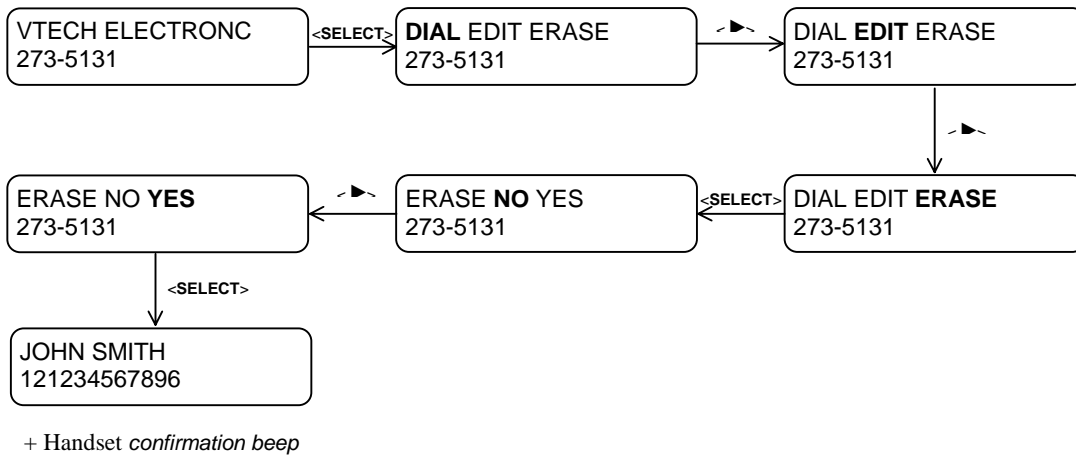 VTECH ELECTRONC
273-5131
<SELECT>
DIAL EDIT ERASE
273-5131
DIAL EDIT ERASE
273-5131
DIAL EDIT ERASE
273-5131
<SELECT>
ERASE NO YES
273-5131
ERASE NO YES
273-5131
<SELECT>
JOHN SMITH
121234567896
+ Handset confirmation beep